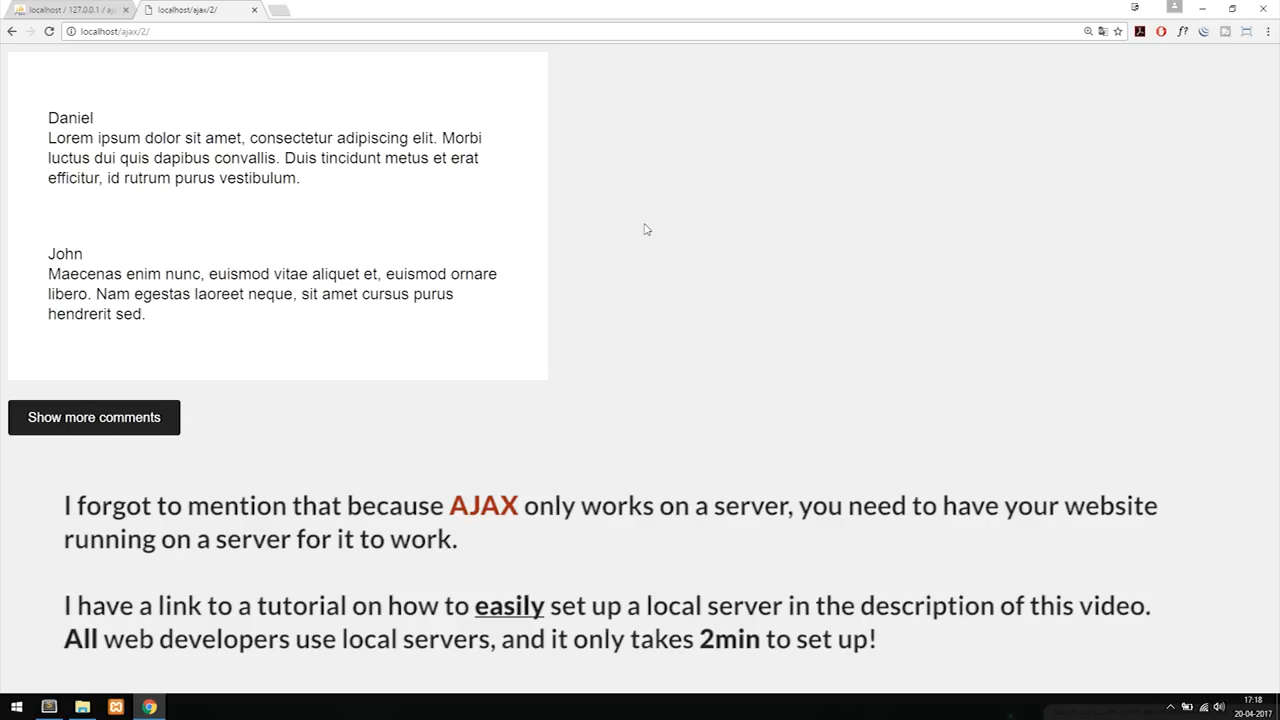 localhost / 127.0.0.1 / aja
localhost/ajax/2/
localhost/ajax/2/
Daniel
Lorem ipsum dolor sit amet, consectetur adipiscing elit. Morbi
luctus dui quis dapibus convallis. Duis tincidunt metus et erat
efficitur, id rutrum purus vestibulum.
John
Maecenas enim nunc, euismod vitae aliquet et, euismod ornare
libero. Nam egestas laoreet neque, sit amet cursus purus
hendrerit sed.
Show more comments
I forgot to mention that because AJAX only works on a server, you need to have your website
running on a server for it to work.
I have a link to a tutorial on how to easily set up a local server in the description of this video.
All web developers use local servers, and it only takes 2min to set up!
17:18
20-04-2017